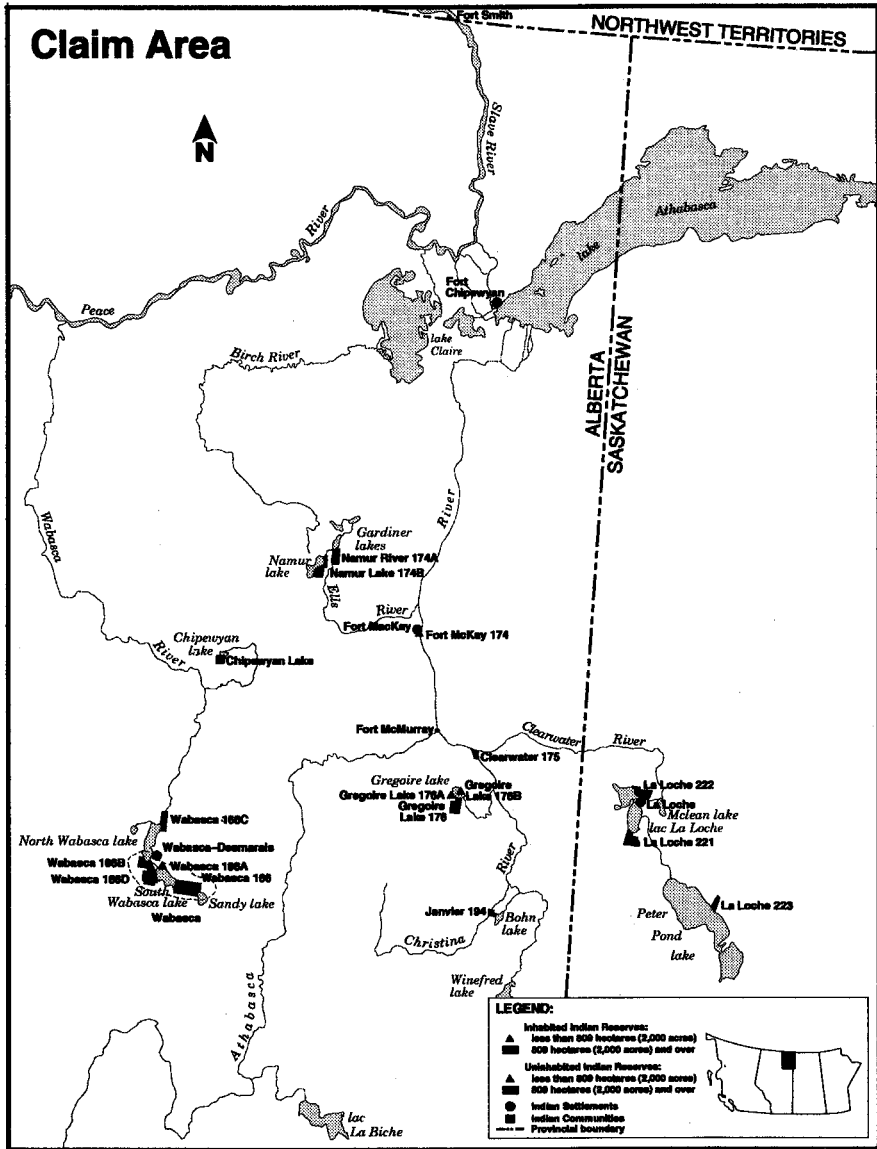 Fort Smith
NORTHWEST TERRITORIES
Claim Area
N
Slave River
River
Athabasca
lake
Peace
Fort
Chipewyan
lake
Claire
Birch River
ALBERTA
SASKATCHEWAN
River
Wabasca
Gardiner
lakes
Namur River 174A
Namur
lake
Namur Lake 174B
Ells
River
Fort MacKay
Fort McKay 174
Chipewyan
lake
River
Chipewyan Lake
Fort McMurray
Clearwater
River
Clearwater 175
Gregoire lake
Gregoire
Lake 176B
Gregoire Lake 176A
Gregoire
Lake 176
La Loche 222
La Loche
Mclean lake
lac La Loche
La Loche 221
Wabasca 166C
North Wabasca lake
Wabasca-Desmarais
Wabasca 166B
Wabasca 166A
Wabasca 166D
Wabasca 166
South
Wabasca lake
Sandy lake
Wabasca
River
Janvier 194
Bohn
lake
Christina
La Loche 223
Peter
Pond
lake
Winefred
lake
Athabasca
lac
La Biche
LEGEND:
Inhabited Indian Reserves:
less than 809 hectares (2,000 acres)
809 hectares (2,000 acres) and over
Uninhabited Indian Reserves:
less than 809 hectares (2,000 acres)
809 hectares (2,000 acres) and over
Indian Settlements
Indian Communities
Provincial boundary